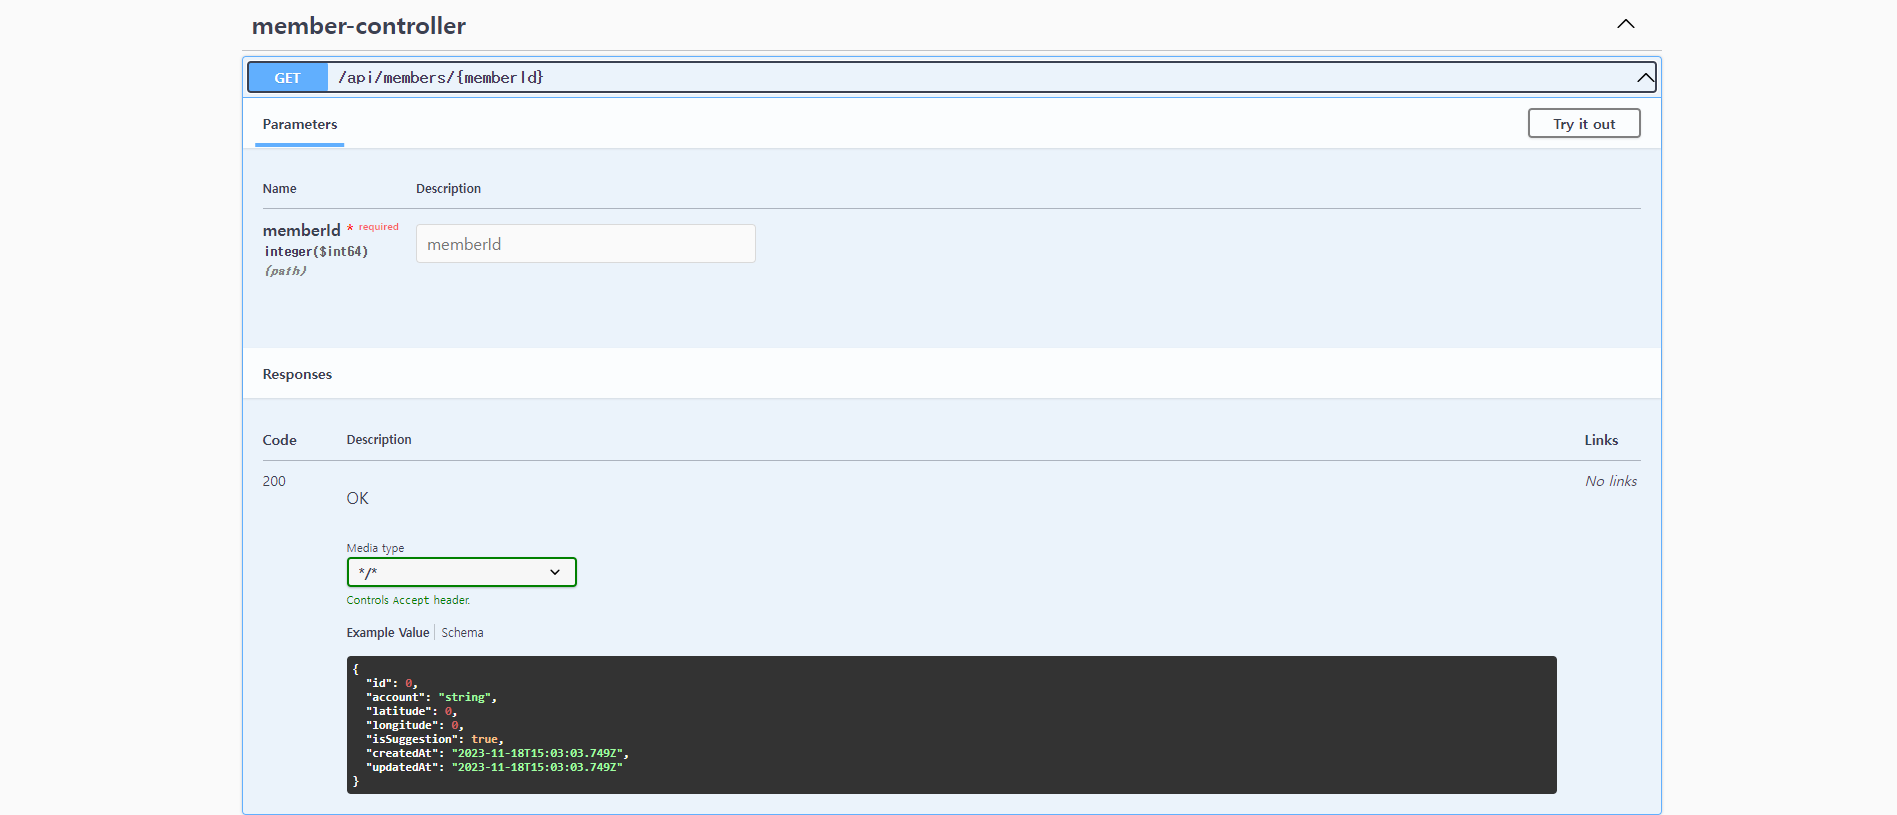 member-controller
GET /api/members/{memberId}
Parameters
Try it out
Name Description
memberId * required
integer($int64)
(path)
memberId
Responses
Code Description Links
200
OK
No links
Media type
*/*
Controls Accept header.
Example Value Schema
{
  "id": 0,
  "account": "string",
  "latitude": 0,
  "longitude": 0,
  "isSuggestion": true,
  "createdAt": "2023-11-18T15:03:03.749Z",
  "updatedAt": "2023-11-18T15:03:03.749Z"
}